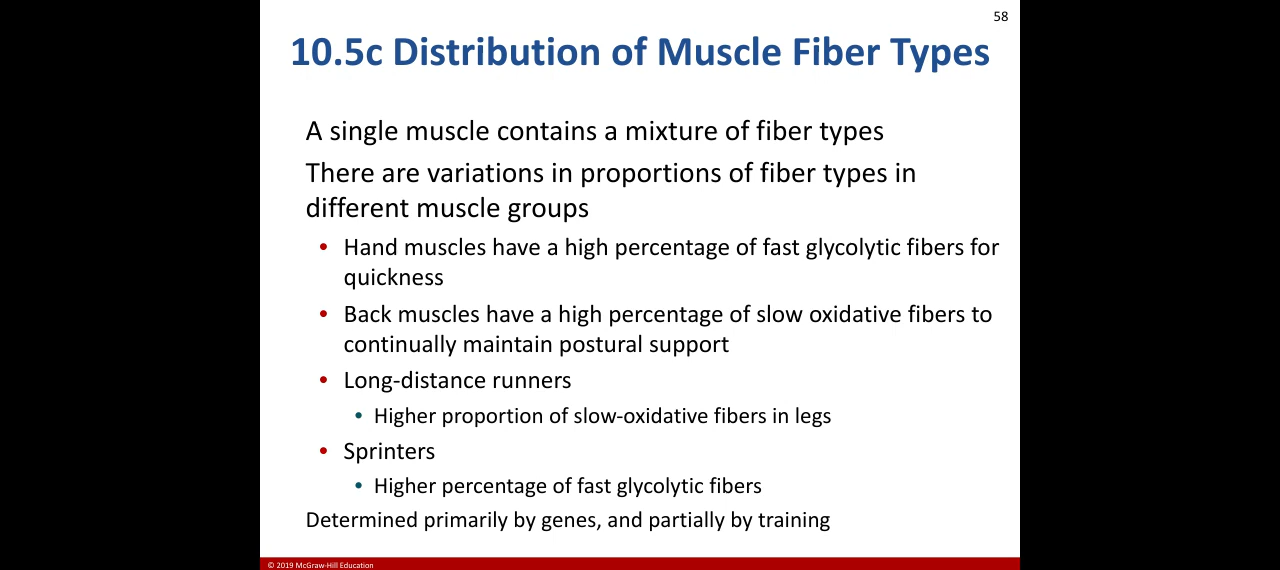 58
10.5c Distribution of Muscle Fiber Types
A single muscle contains a mixture of fiber types
There are variations in proportions of fiber types in
different muscle groups
• Hand muscles have a high percentage of fast glycolytic fibers for
quickness
• Back muscles have a high percentage of slow oxidative fibers to
continually maintain postural support
• Long-distance runners
• Higher proportion of slow-oxidative fibers in legs
• Sprinters
• Higher percentage of fast glycolytic fibers
Determined primarily by genes, and partially by training
© 2019 McGraw-Hill Education